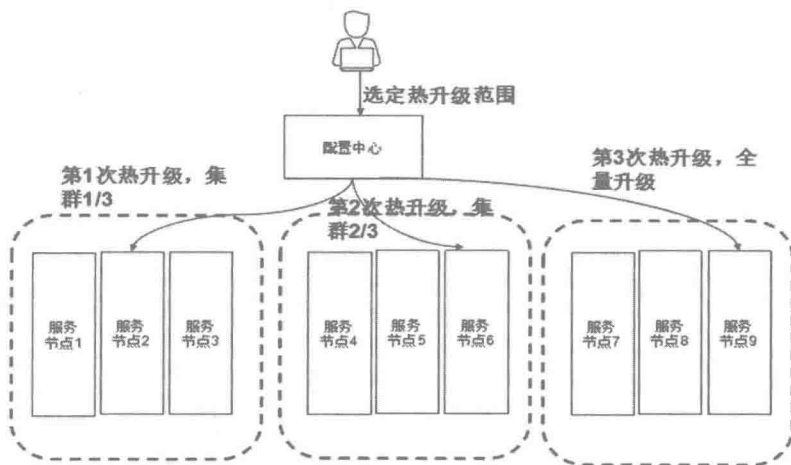 选定热升级范围
配置中心
第1次热升级，集
群1/3
第2次热升级，集
群2/3
第3次热升级，全
量升级
服务
节点1
服务
节点2
服务
节点3
服务
节点4
服务
节点5
服务
节点6
服务
节点7
服务
节点8
服务
节点9